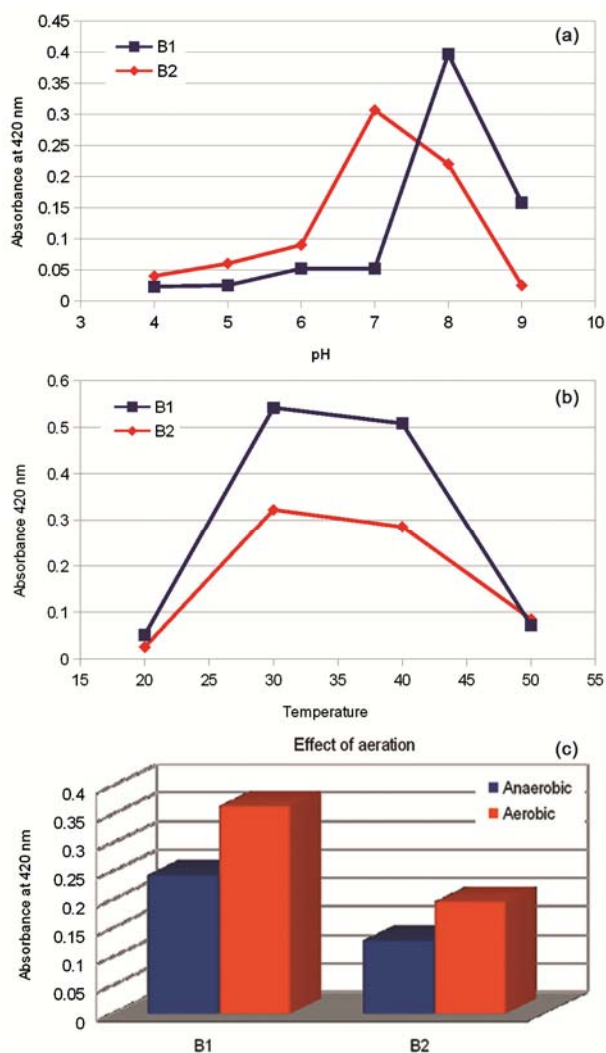 0.45
(a)
B1
B2
0.4
0.35
0.3
0.25
0.2
0.15
0.1
0.05
0
Absorbance at 420 nm
3 4 5 6 7 8 9 10
pH
0.6
(b)
B1
B2
0.5
0.4
0.3
0.2
0.1
0
Absorbance 420 nm
15 20 25 30 35 40 45 50 55
Temperature
Effect of aeration
(c)
Anaerobic
Aerobic
0.4
0.35
0.3
0.25
0.2
0.15
0.1
0.05
0
Absorbance at 420 nm
B1 B2